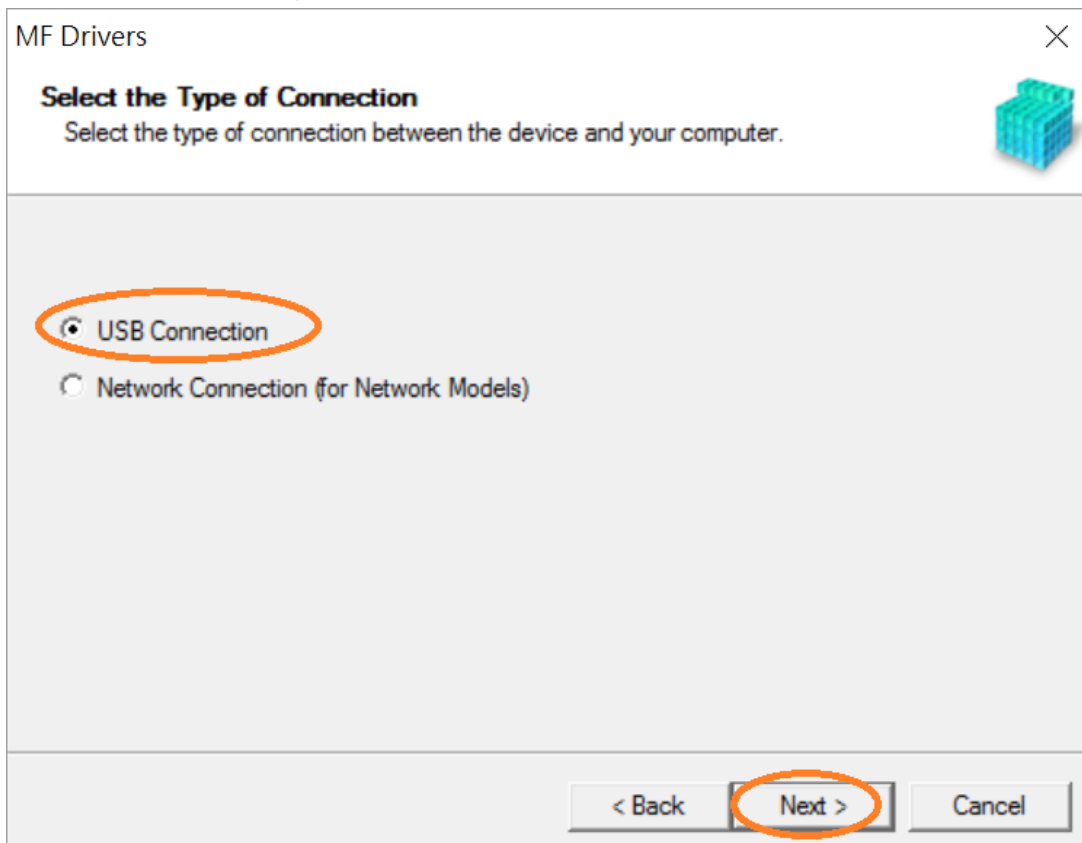 MF Drivers
Select the Type of Connection
Select the type of connection between the device and your computer.
USB Connection
Network Connection (for Network Models)
< Back
Next >
Cancel